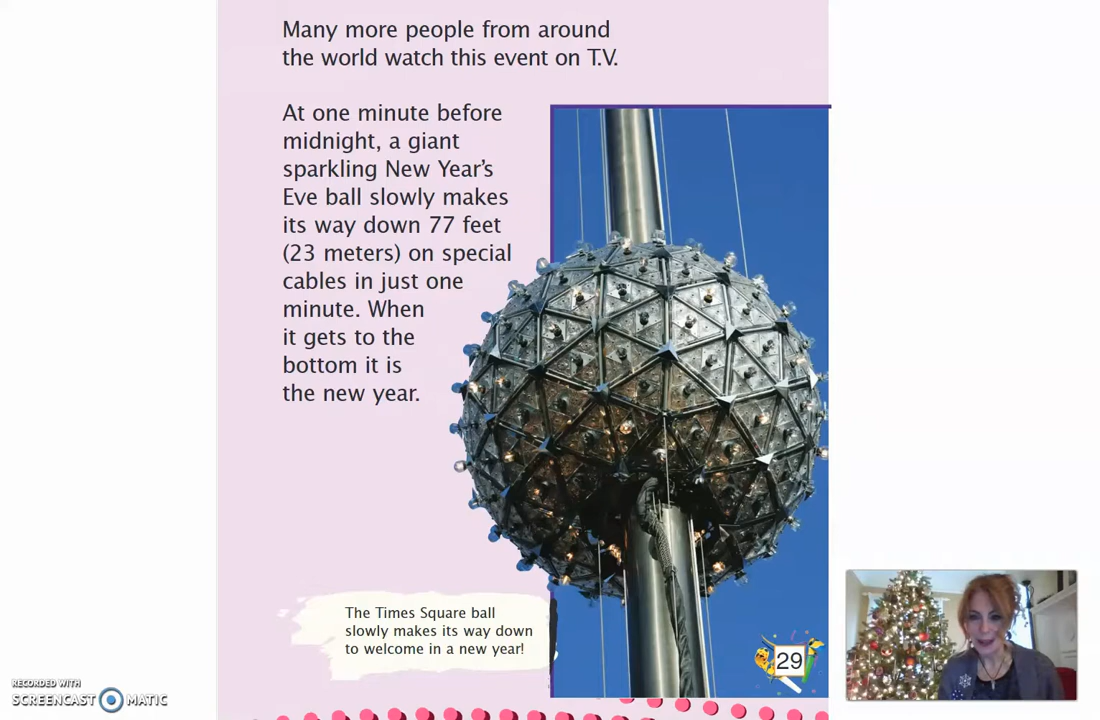 Many more people from around
the world watch this event on T.V.
At one minute before
midnight, a giant
sparkling New Year's
Eve ball slowly makes
its way down 77 feet
(23 meters) on special
cables in just one
minute. When
it gets to the
bottom it is
the new year.
The Times Square ball
slowly makes its way down
to welcome in a new year!
29
RECORDED WITH
SCREENCAST MATIC